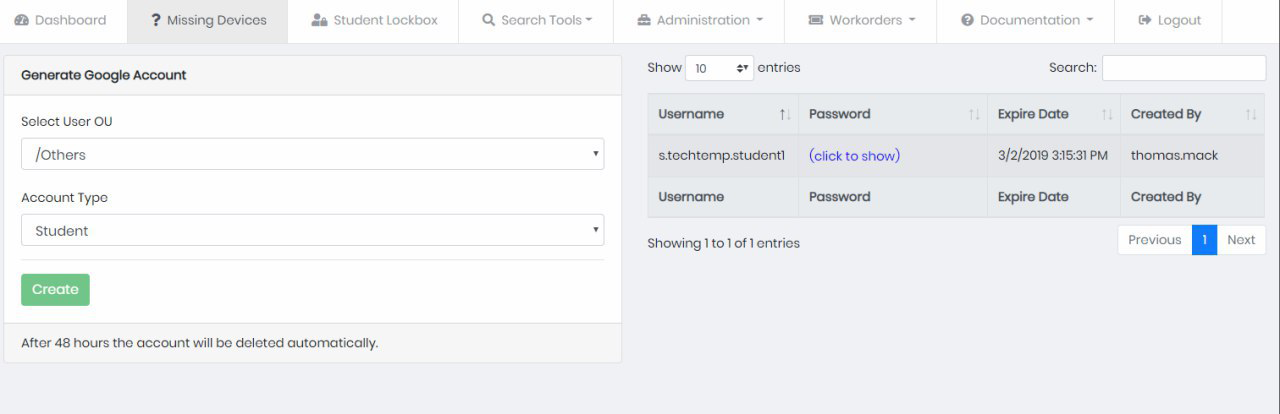 Dashboard Missing Devices Student Lockbox Search Tools Administration Workorders Documentation Logout
Generate Google Account
Select User OU
/Others
Account Type
Student
Create
After 48 hours the account will be deleted automatically.
Show 10 entries Search:
Username Password Expire Date Created By
s.techtemp.student1 (click to show) 3/2/2019 3:15:31 PM thomas.mack
Username Password Expire Date Created By
Showing 1 to 1 of 1 entries Previous 1 Next